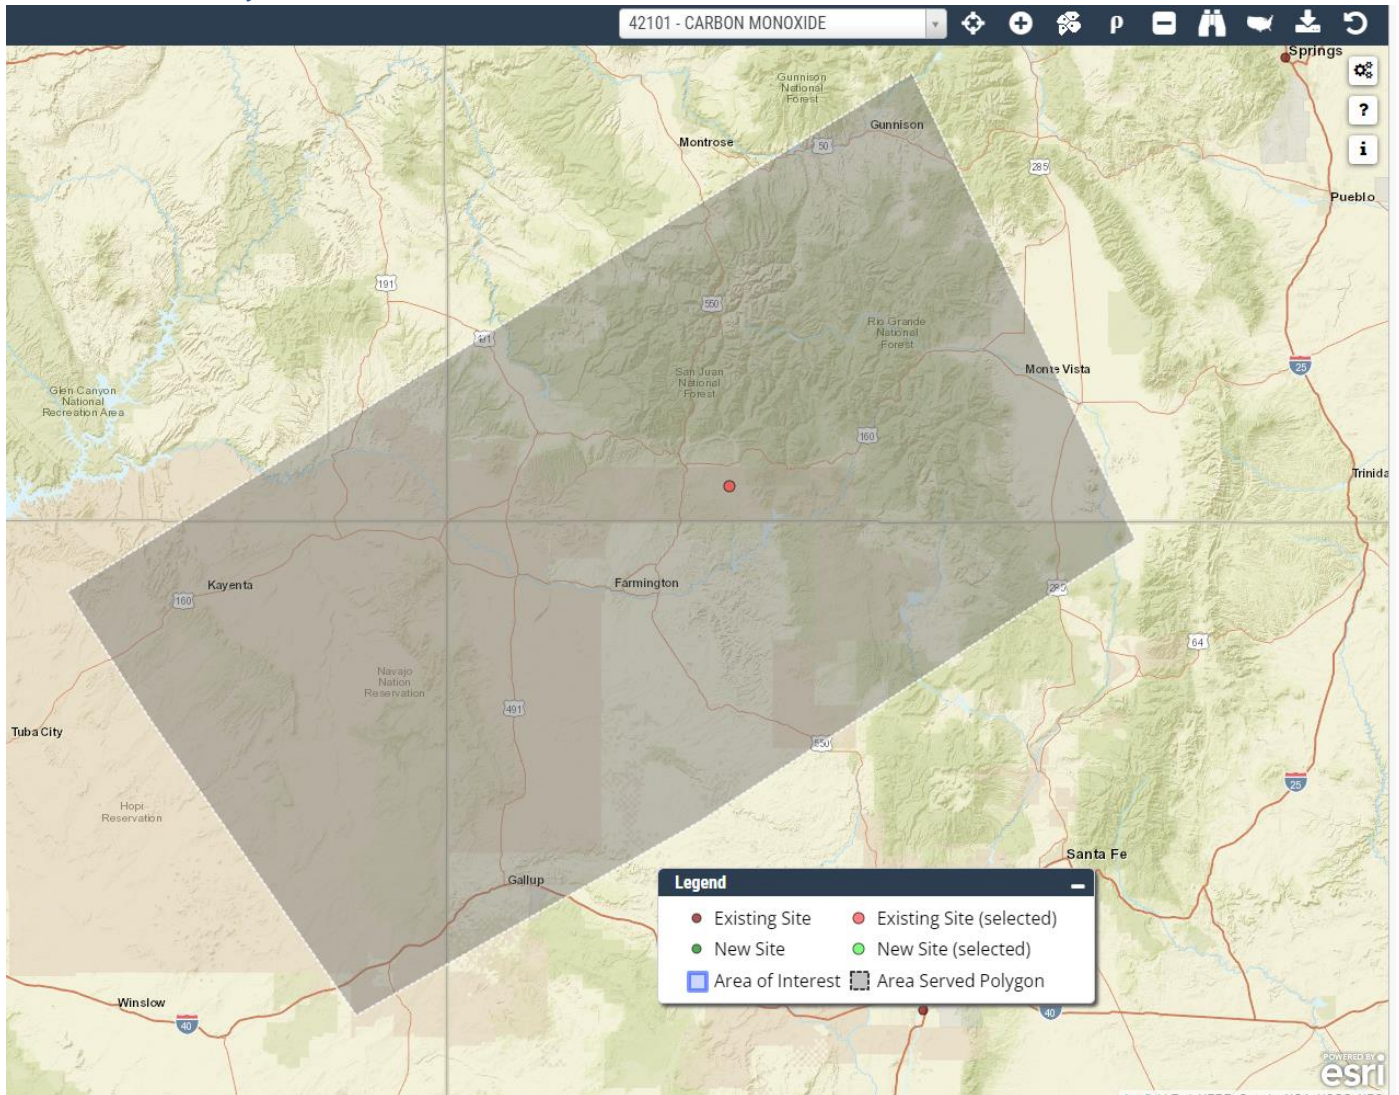 42101 - CARBON MONOXIDE
ρ
Springs
?
i
Gunnison
National
Forest
Gunnison
Montrose
50
285
Pueblo
191
550
491
Rio Grande
National
Forest
San Juan
National
Forest
Monte Vista
25
Glen Canyon
National
Recreation Area
160
Trinida
Kayenta
160
Farmington
285
64
Navajo
Nation
Reservation
491
Tuba City
550
25
Hopi
Reservation
Santa Fe
Gallup
Legend
Existing Site
Existing Site (selected)
New Site
New Site (selected)
Area of Interest
Area Served Polygon
Winslow
40
40
POWERED BY
esri